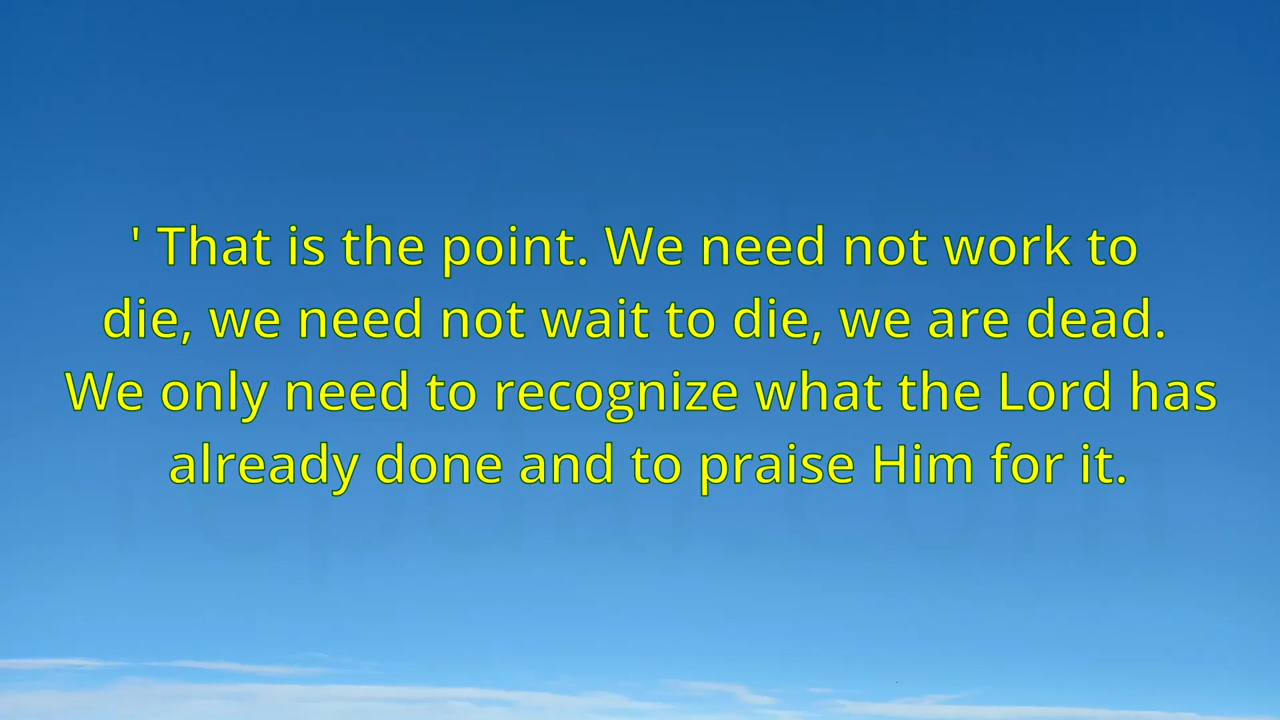 ' That is the point. We need not work to
die, we need not wait to die, we are dead.
We only need to recognize what the Lord has
already done and to praise Him for it.